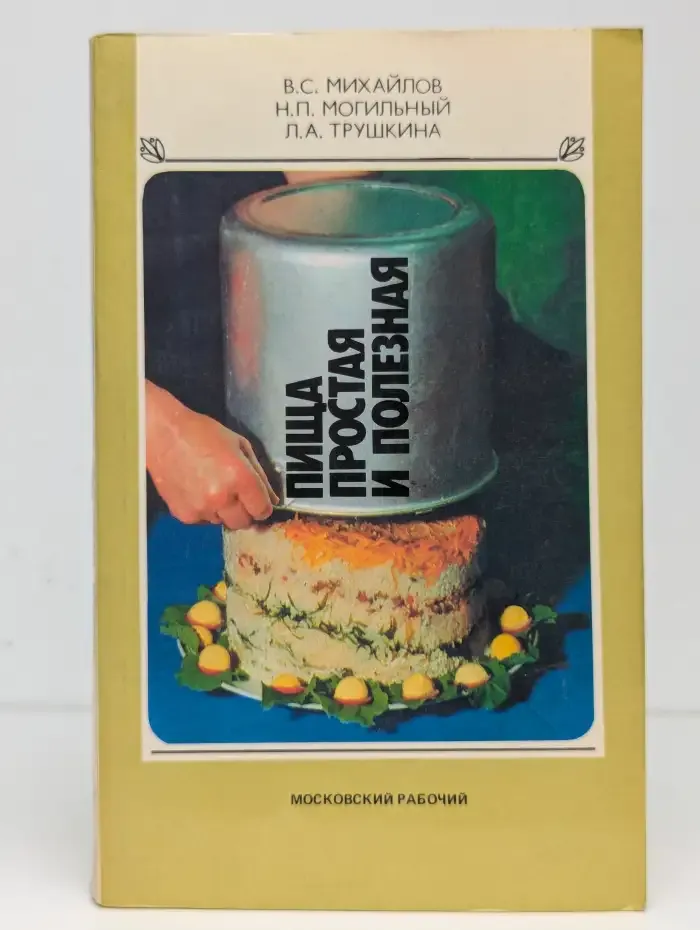 В.С. МИХАЙЛОВ
Н.П. МОГИЛЬНЫЙ
Л.А. ТРУШКИНА
ПИЩА
ПРОСТАЯ
И ПОЛЕЗНАЯ
МОСКОВСКИЙ РАБОЧИЙ